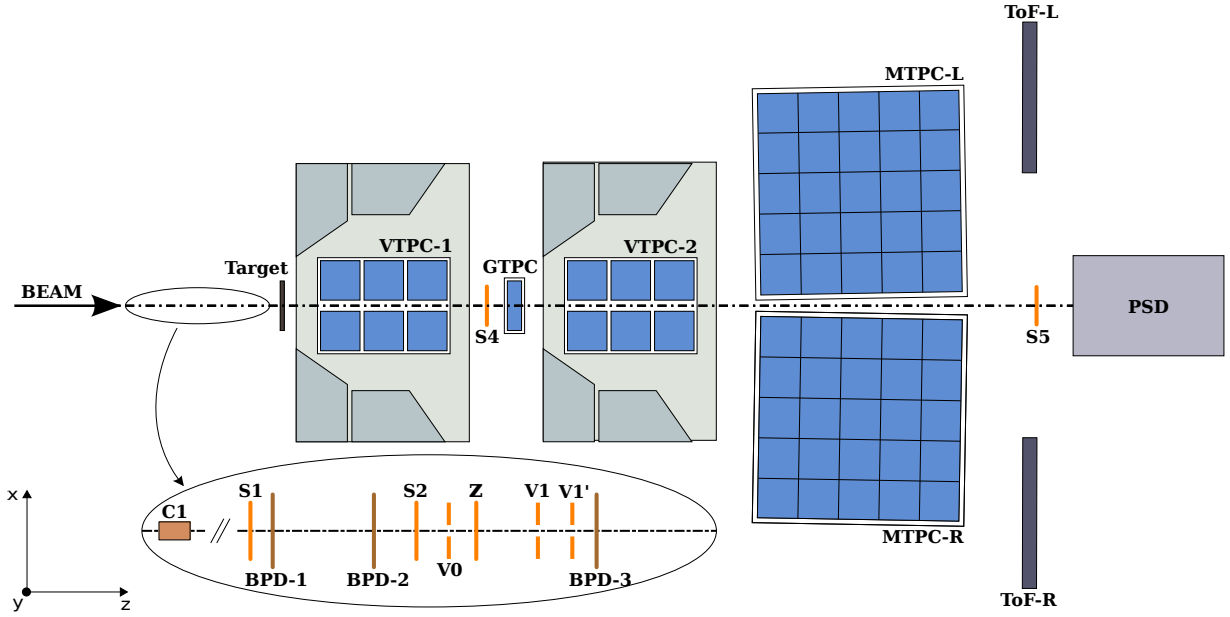 ToF-L
MTPC-L
VTPC-1
VTPC-2
Target
GTPC
BEAM
PSD
S4
S5
S1
S2
Z
V1
V1'
C1
x
MTPC-R
V0
BPD-1
BPD-2
BPD-3
y
z
ToF-R